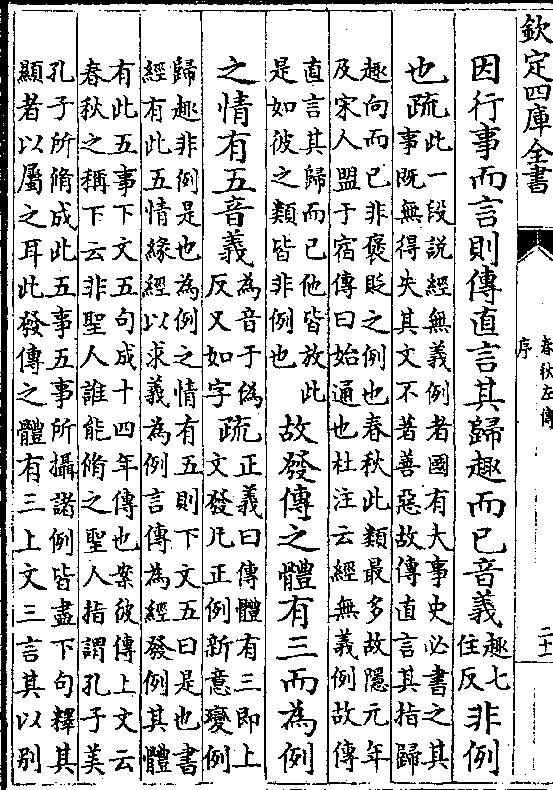 欽定四庫全書
春秋左傳
序
因行事而言則傳直言其歸趣而已音義
趣七
住反
非例
也疏
此一段說經無義例者國有大事史必書之其
事既無得失其文不著善惡故傳直言其指歸
趣向而已非褒貶之例也春秋此類最多故隱元年
及宋人盟于宿傳曰始通也杜注云經無義例故傳
直言其歸而已他皆放此
是如彼之類皆非例也
故發傳之體有三而為例
之情有五音義
為音于偽
反又如字
疏
正義曰傳體有三即上
文發凡正例新意變例
歸趣非例是也為例之情有五則下文五曰是也書
經有此五情緣經以求義為例言傳為經發例其體
有此五事下文五句成十四年傳也案彼傳上文云
春秋之稱下云非聖人誰能脩之聖人指謂孔子美
孔子所脩成此五事五事所攝諸例皆盡下句釋其
顯者以屬之耳此發傳之體有三上文三言其以別